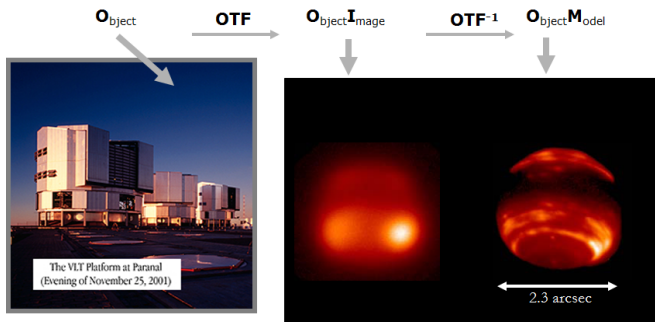 Object OTF ObjectImage OTF-1 ObjectModel
The VLT Platform at Paranal
(Evening of November 25, 2001)
2.3 arcsec